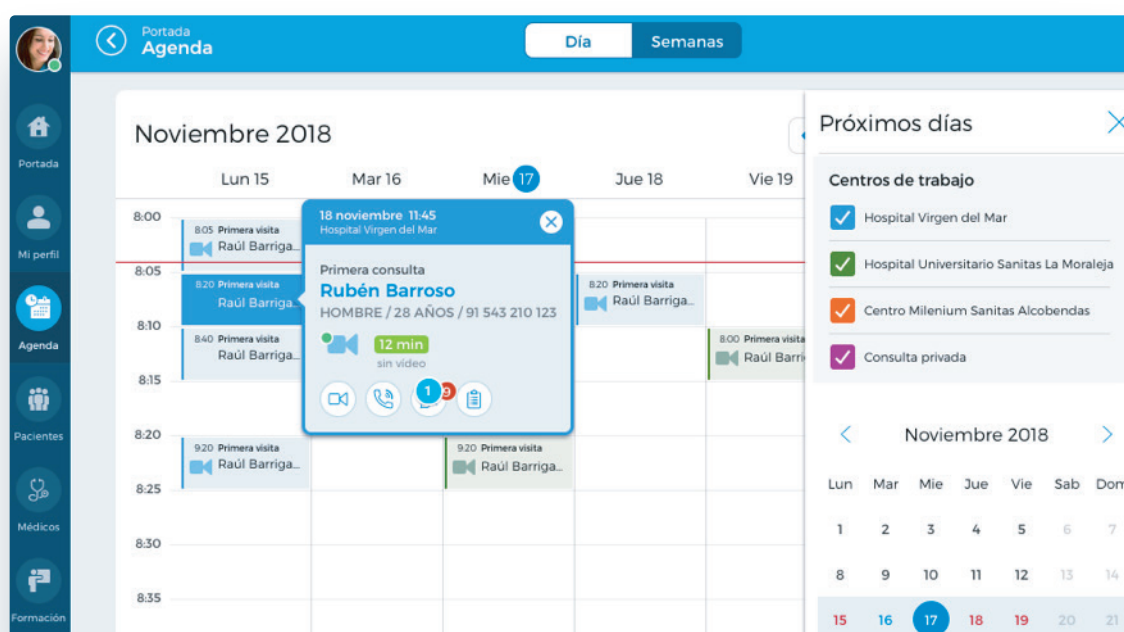 Portada
Agenda
Día
Semanas
Portada
Mi perfil
Agenda
Pacientes
Médicos
Formación
Noviembre 2018
Lun 15
Mar 16
Mie 17
Jue 18
Vie 19
8:00
8:05
8:10
8:15
8:20
8:25
8:30
8:35
8:05 Primera visita
Raúl Barriga...
8:20 Primera visita
Raúl Barriga...
8:40 Primera visita
Raúl Barriga...
9:20 Primera visita
Raúl Barriga...
18 noviembre 11:45
Hospital Virgen del Mar
Primera consulta
Rubén Barroso
HOMBRE / 28 AÑOS / 91 543 210 123
12 min
sin video
1
9
9:20 Primera visita
Raúl Barriga...
8:20 Primera visita
Raúl Barriga...
8:00 Primera visita
Raúl Barri
Próximos días
Centros de trabajo
Hospital Virgen del Mar
Hospital Universitario Sanitas La Moraleja
Centro Milenium Sanitas Alcobendas
Consulta privada
Noviembre 2018
Lun Mar Mie Jue Vie Sab Dom
1 2 3 4 5 6 7
8 9 10 11 12 13 14
15 16 17 18 19 20 21